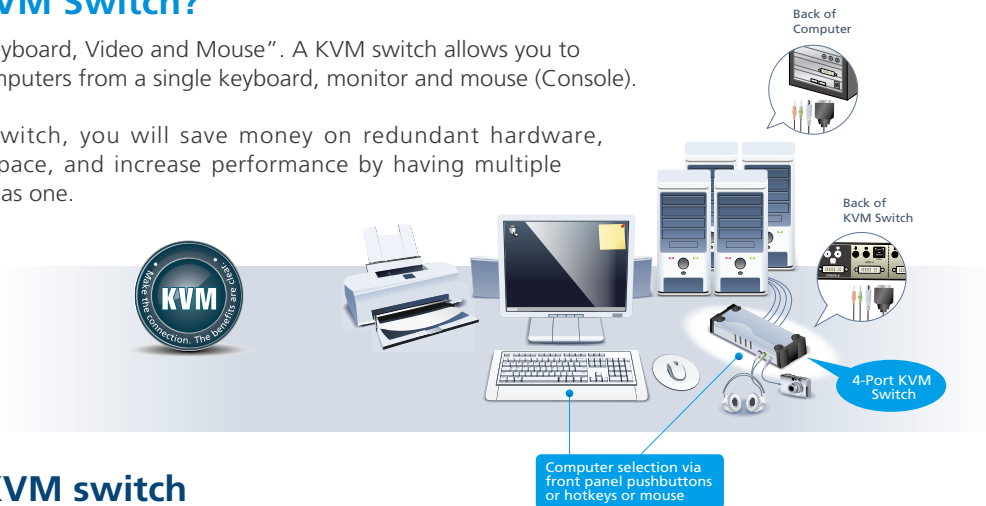 VM Switch?
yboard, Video and Mouse”. A KVM switch allows you to
mputers from a single keyboard, monitor and mouse (Console).
witch, you will save money on redundant hardware,
pace, and increase performance by having multiple
as one.
Back of
Computer
Back of
KVM Switch
CONSOLE
Make the connection. The benefits are clear.
KVM
4-Port KVM
Switch
Computer selection via
front panel pushbuttons
or hotkeys or mouse
KVM switch